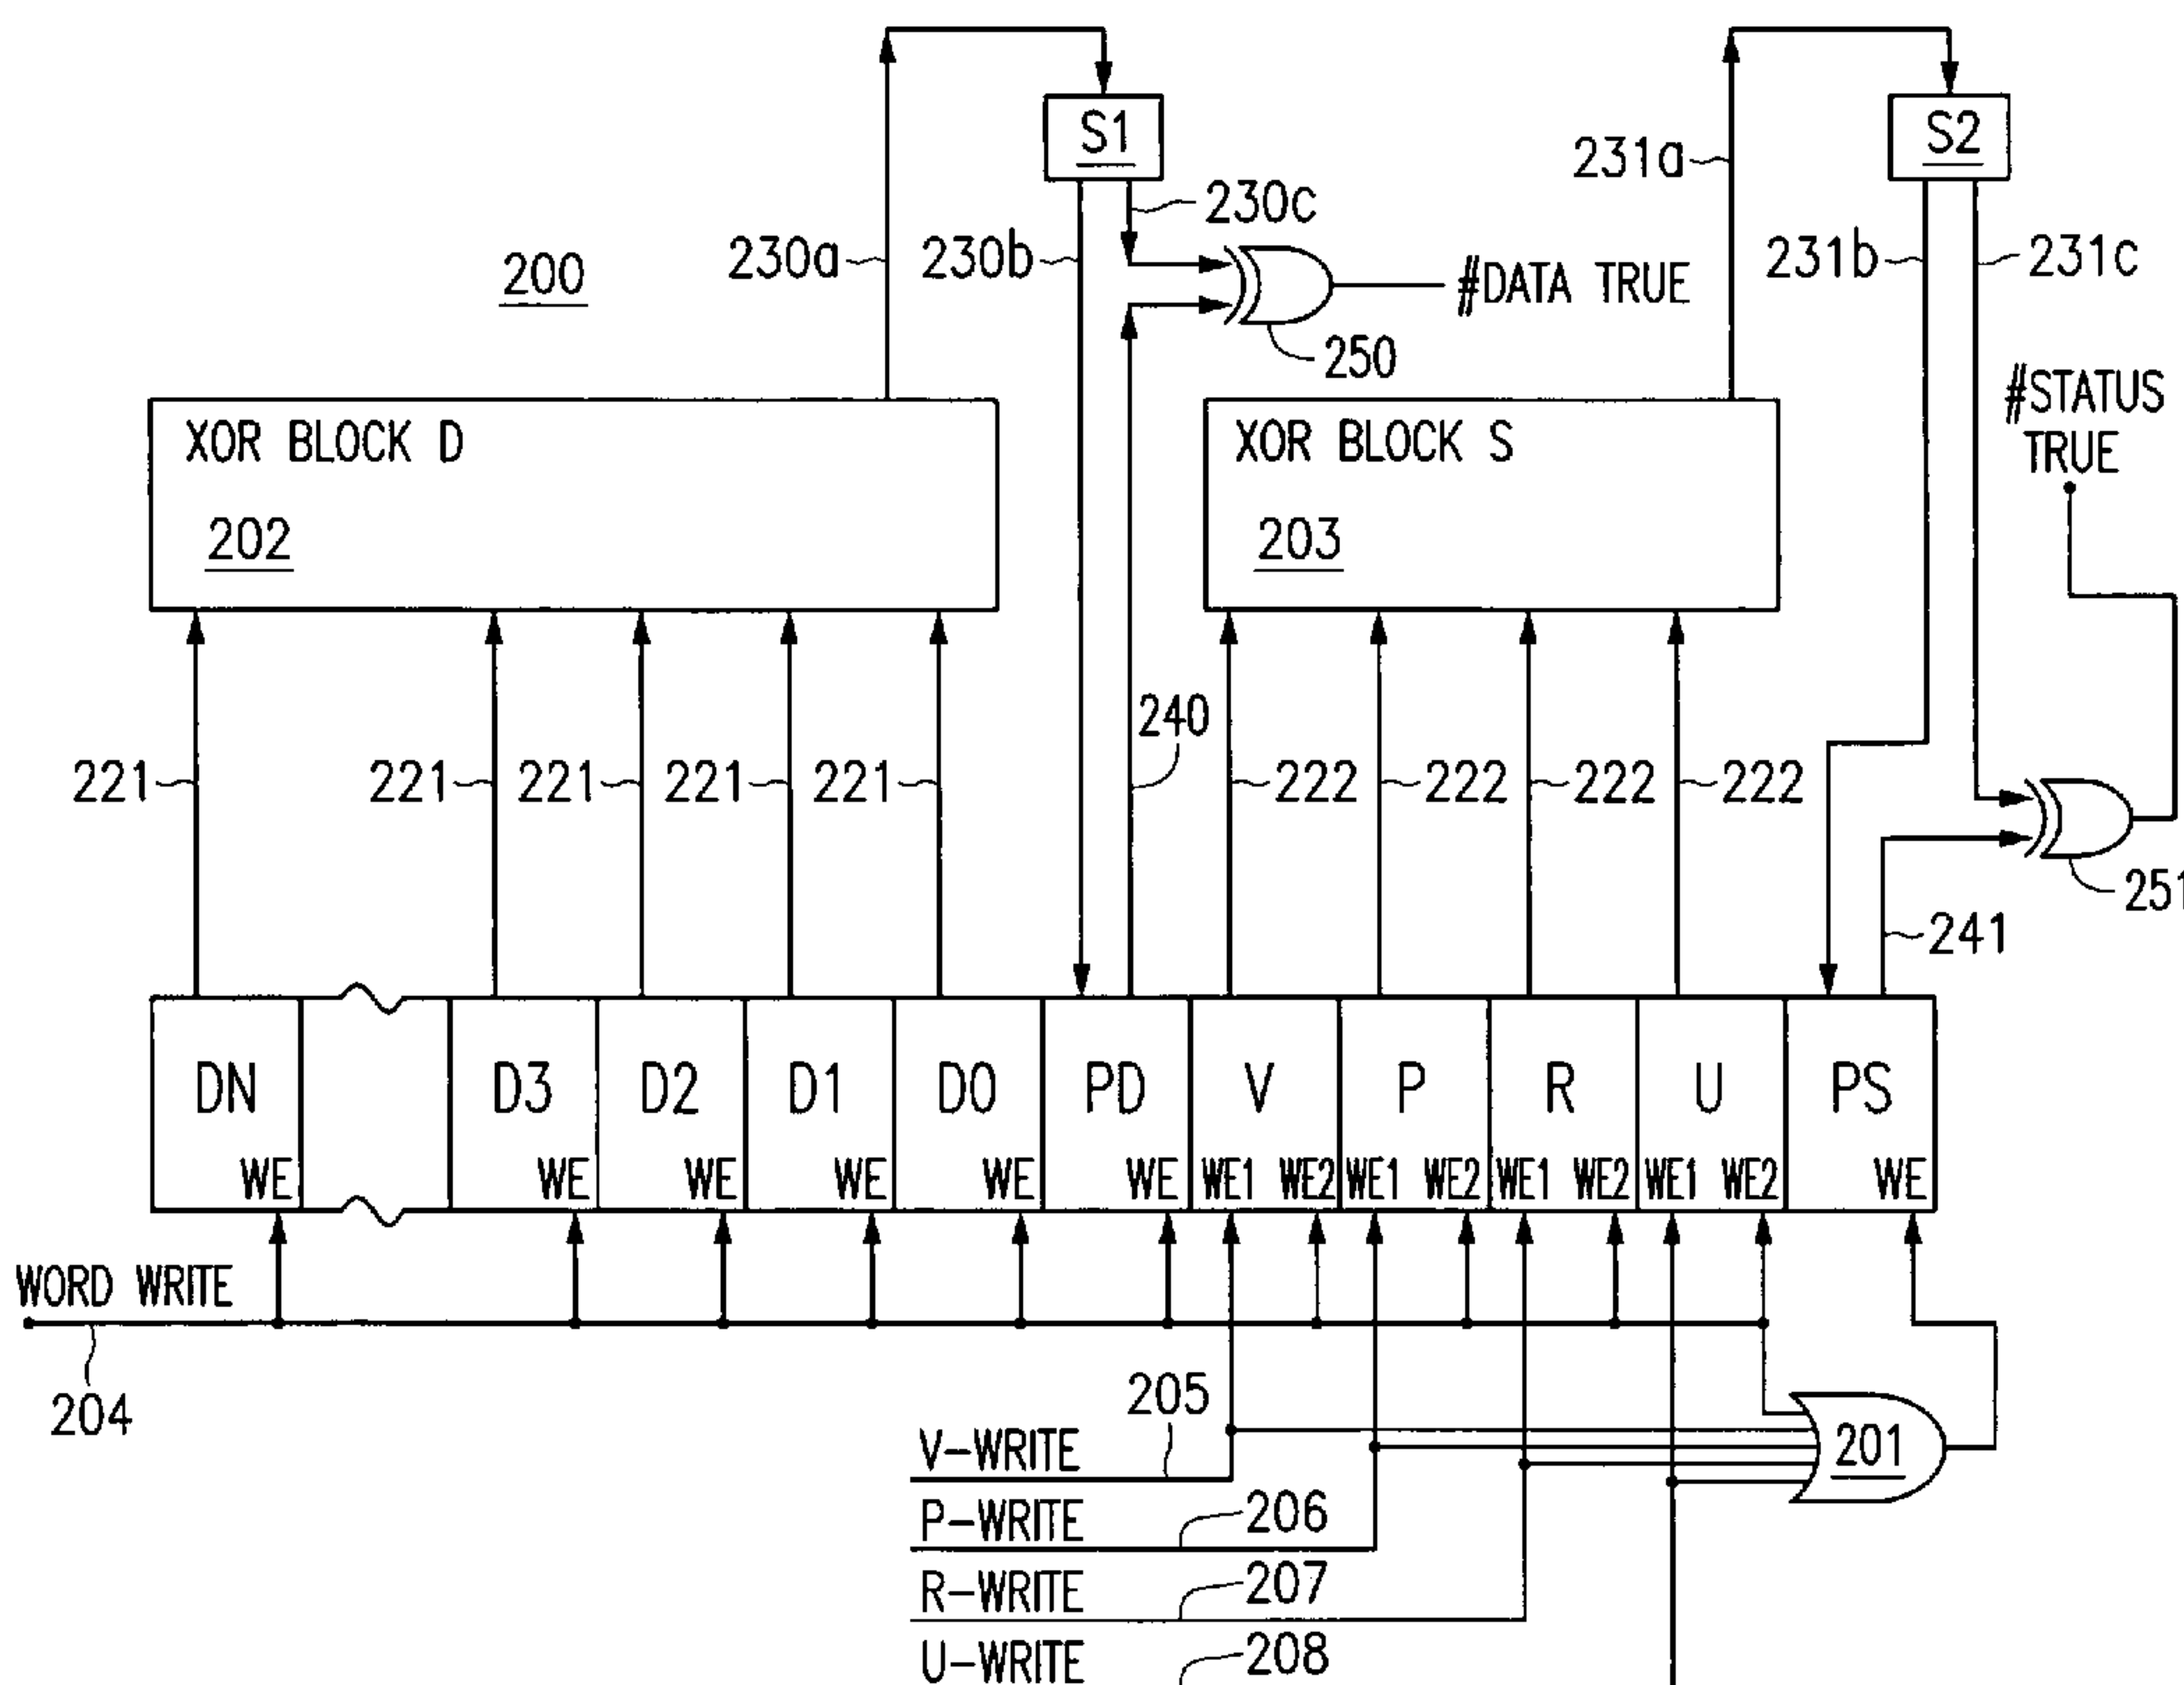 S1
S2
231a
230c
200
230a
230b
#DATA TRUE
231b
231c
250
#STATUS
TRUE
XOR BLOCK D
202
XOR BLOCK S
203
240
221
221
221
221
221
222
222
222
222
251
241
DN
D3
D2
D1
D0
PD
V
P
R
U
PS
WE
WE
WE
WE
WE
WE
WE1
WE2
WE1
WE2
WE1
WE2
WE1
WE2
WE
WORD WRITE
204
205
V-WRITE
201
P-WRITE
206
R-WRITE
207
U-WRITE
208